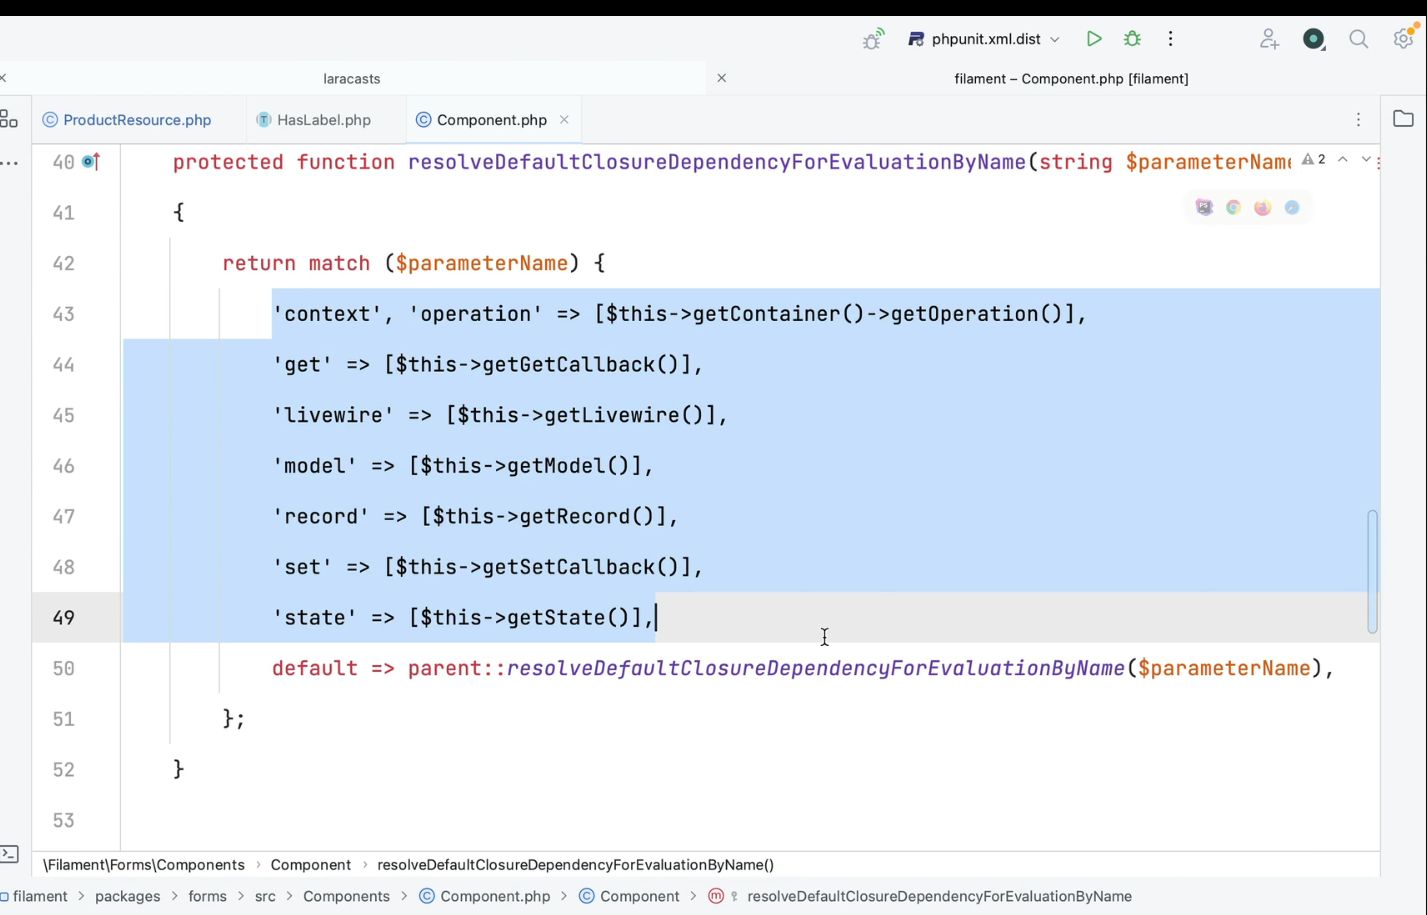 phpunit.xml.dist
laracasts
filament – Component.php [filament]
ProductResource.php
HasLabel.php
Component.php
40 protected function resolveDefaultClosureDependencyForEvaluationByName(string $parameterName
2
41 {
42 return match ($parameterName) {
43 'context', 'operation' => [$this->getContainer()->getOperation()],
44 'get' => [$this->getGetCallback()],
45 'livewire' => [$this->getLivewire()],
46 'model' => [$this->getModel()],
47 'record' => [$this->getRecord()],
48 'set' => [$this->getSetCallback()],
49 'state' => [$this->getState()],
50 default => parent::resolveDefaultClosureDependencyForEvaluationByName($parameterName),
51 };
52 }
53
\Filament\Forms\Components › Component › resolveDefaultClosureDependencyForEvaluationByName()
filament > packages > forms > src > Components > Component.php > Component > resolveDefaultClosureDependencyForEvaluationByName